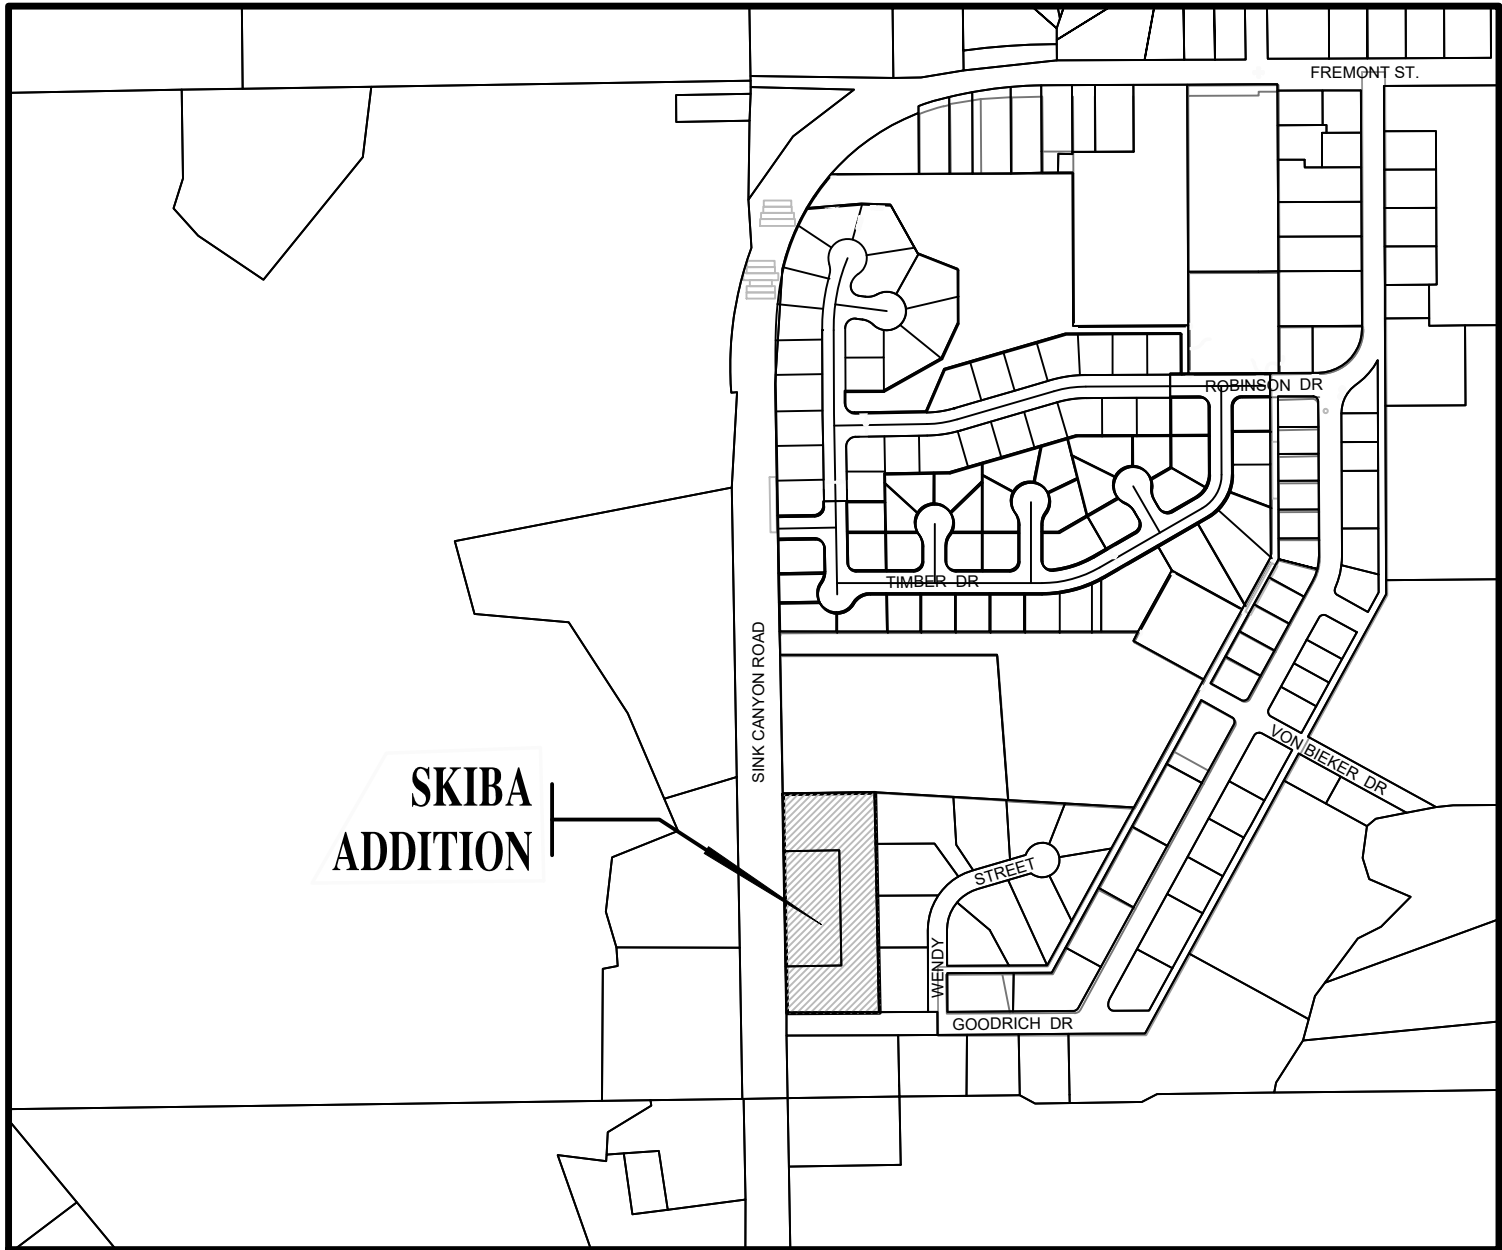 FREMONT ST.
ROBINSON DR
TIMBER DR
SINK CANYON ROAD
VON BIEKER DR
SKIBA
ADDITION
STREET
WENDY
GOODRICH DR